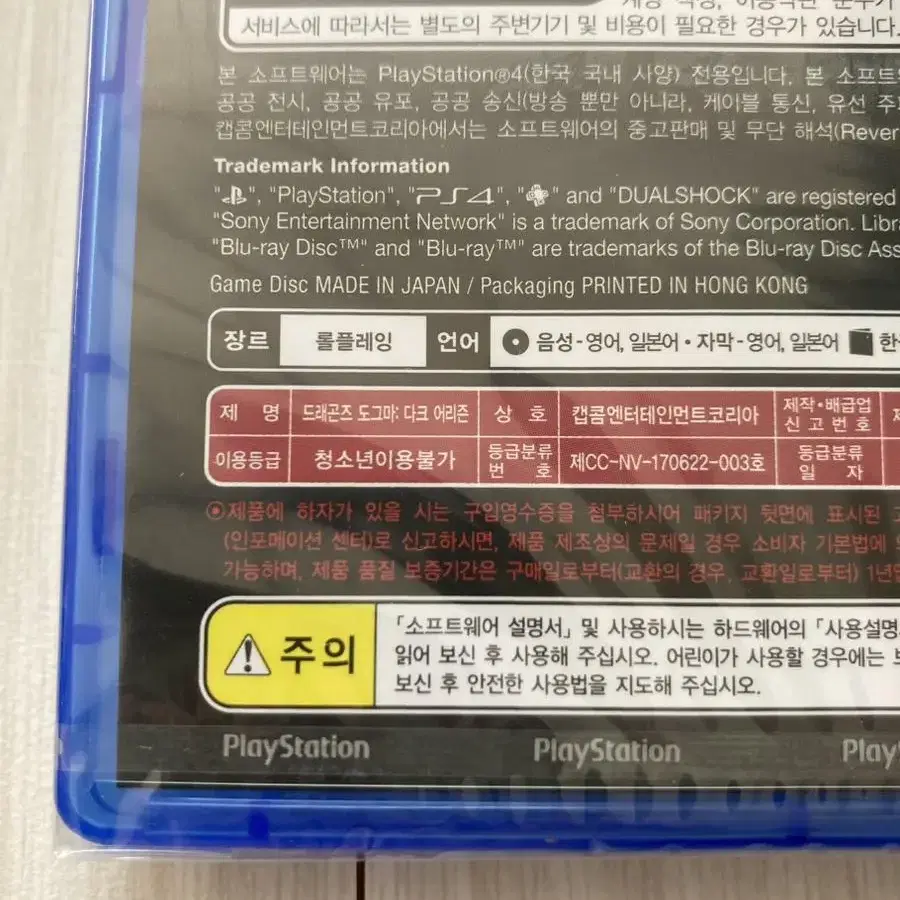 서비스에 따라서는 별도의 주변기기 및 비용이 필요한 경우가 있습니다.
본 소프트웨어는 PlayStation®4(한국 국내 사양) 전용입니다. 본 소프트
공공 전시, 공공 유포, 공공 송신(방송 뿐만 아니라, 케이블 통신, 유선
캡콤엔터테인먼트코리아에서는 소프트웨어의 중고판매 및 무단 해석(Rever
Trademark Information
"PlayStation", "PS4", and "DUALSHOCK" are registered
"Sony Entertainment Network" is a trademark of Sony Corporation. Libra
"Blu-ray Disc™" and "Blu-ray™" are trademarks of the Blu-ray Disc Ass
Game Disc MADE IN JAPAN / Packaging PRINTED IN HONG KONG
장르 롤플레잉 언어 음성-영어, 일본어 • 자막-영어, 일본어 한
제 명 드래곤즈 도그마: 다크 어리즌 상 호 캡콤엔터테인먼트코리아 제작•배급업 신고번호
이용등급 청소년이용불가 등급분류 번 호 제CC-NV-170622-003호 등급분류 일 자
제품에 하자가 있을 시는 구입영수증을 첨부하시어 패키지 뒷면에 표시된
(인포메이션 센터)로 신고하시면, 제품 제조상의 문제일 경우 소비자 기본법에
가능하며, 제품 품질 보증기간은 구매일로부터(교환의 경우, 교환일로부터) 1년
주의
「소프트웨어 설명서」 및 사용하시는 하드웨어의 「사용설명
읽어 보신 후 사용해 주십시오. 어린이가 사용할 경우에는
보신 후 안전한 사용법을 지도해 주십시오.
PlayStation PlayStation Play